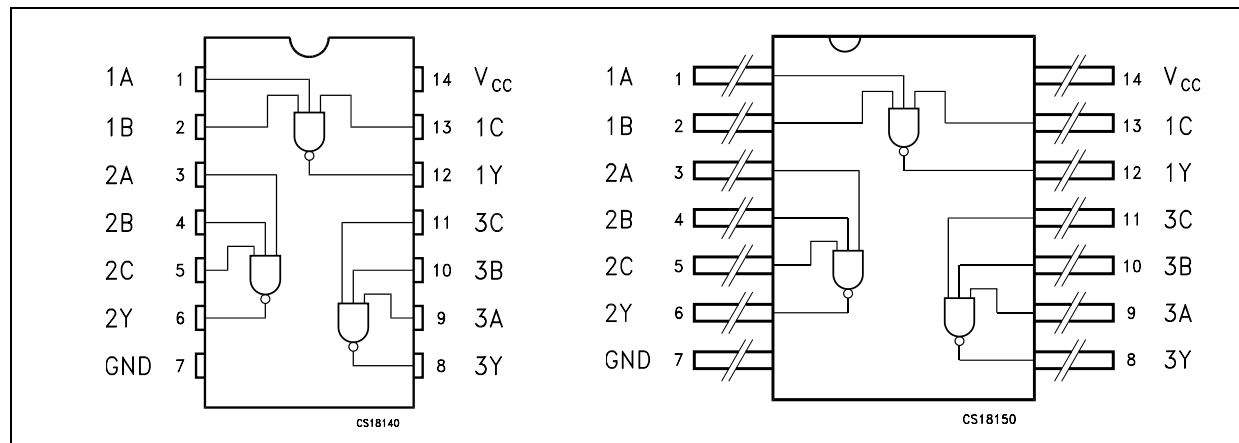 1A 1 14 VCC
1B 2 13 1C
2A 3 12 1Y
2B 4 11 3C
2C 5 10 3B
2Y 6 9 3A
GND 7 8 3Y
CS18140
1A 1 14 VCC
1B 2 13 1C
2A 3 12 1Y
2B 4 11 3C
2C 5 10 3B
2Y 6 9 3A
GND 7 8 3Y
CS18150